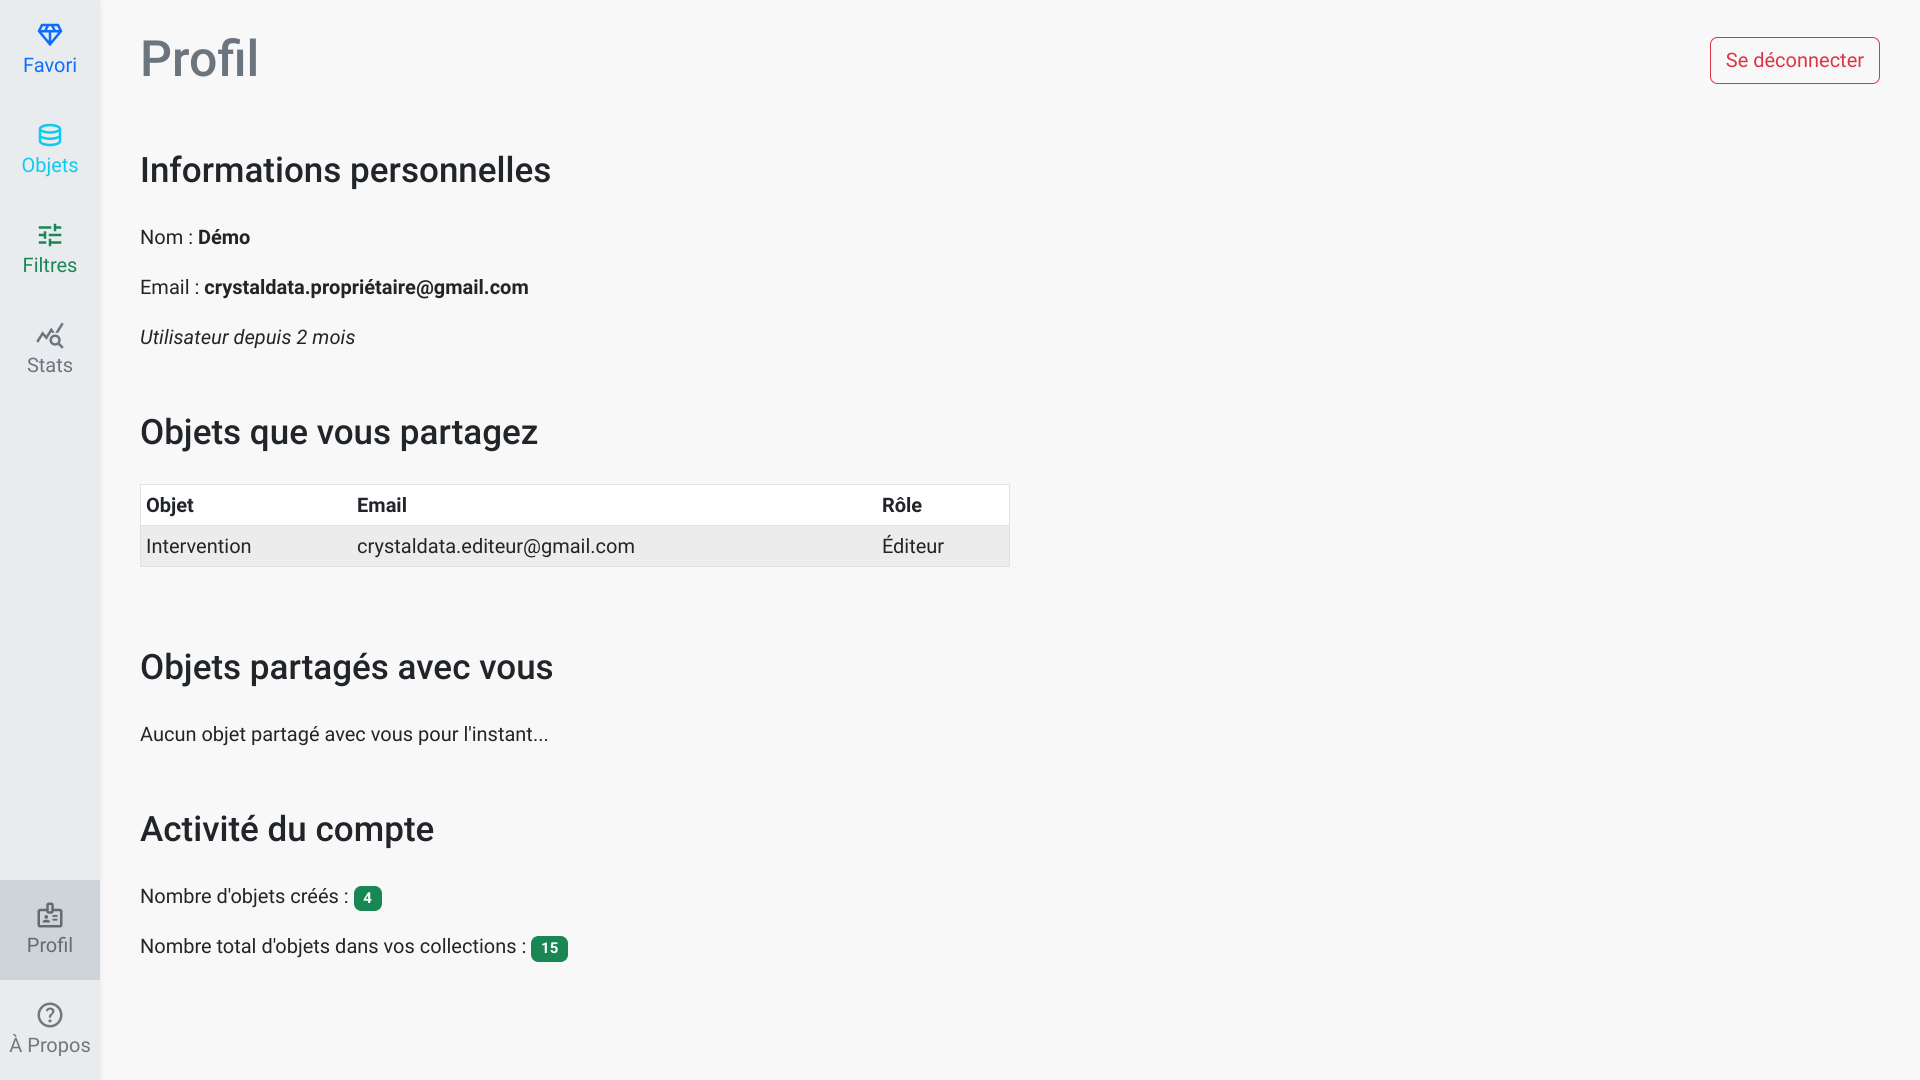 Favori
Objets
Filtres
Stats
Profil
À Propos
Profil
Se déconnecter
Informations personnelles
Nom : Démo
Email : crystaldata.propriétaire@gmail.com
Utilisateur depuis 2 mois
Objets que vous partagez
Objet Email Rôle
Intervention crystaldata.editeur@gmail.com Éditeur
Objets partagés avec vous
Aucun objet partagé avec vous pour l'instant...
Activité du compte
Nombre d'objets créés : 4
Nombre total d'objets dans vos collections : 15